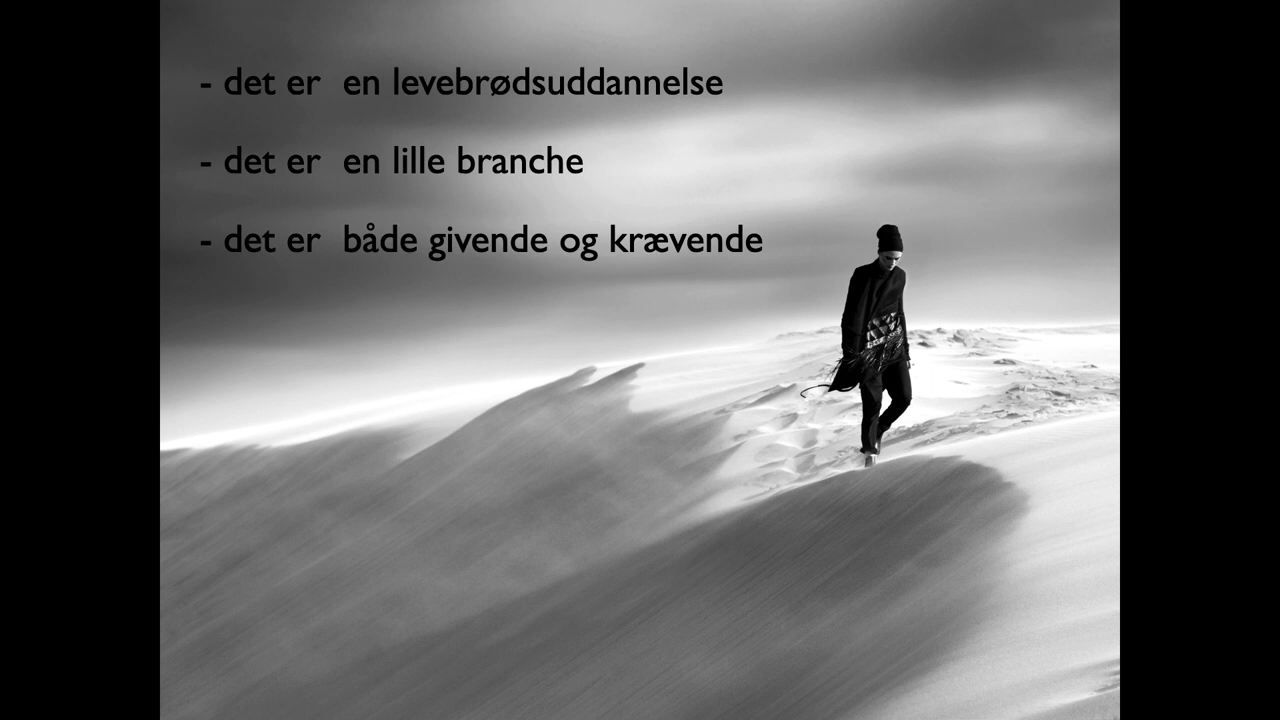 - det er  en levebrødsuddannelse
- det er  en lille branche
- det er  både givende og krævende